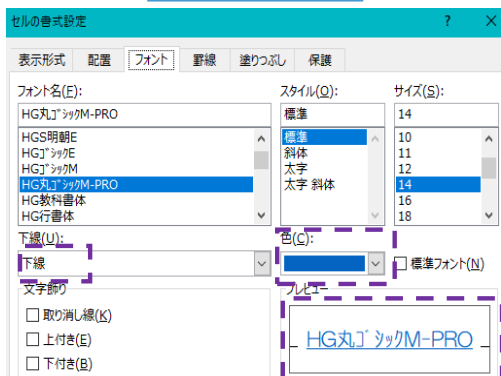 セルの書式設定
表示形式 配置 フォント 罫線 塗りつぶし 保護
フォント名(F): スタイル(O): サイズ(S):
HG丸ｺﾞｼｯｸM-PRO 標準 14
HGS明朝E 標準 10
HGｺﾞｼｯｸE 斜体 11
HGｺﾞｼｯｸM 太字 12
HG丸ｺﾞｼｯｸM-PRO 太字 斜体 14
HG教科書体 16
HG行書体 18
下線(U): 色(C):
下線 標準フォント(N)
文字飾り プレビュー
取り消し線(K)
上付き(E) HG丸ｺﾞｼｯｸM-PRO
下付き(B)